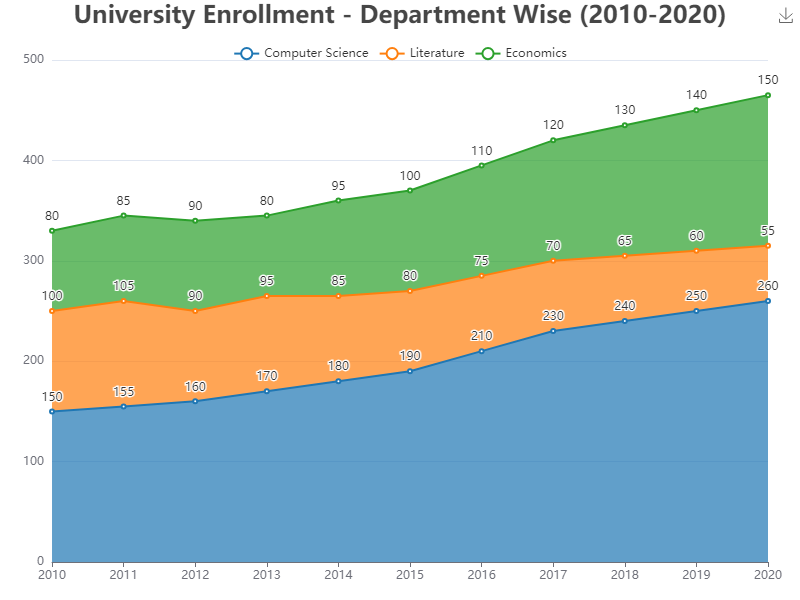 University Enrollment - Department Wise (2010-2020)
Computer Science Literature Economics
500
400
300
200
100
0
80 85 90 80 95 100 110 120 130 140 150
100 105 90 95 85 80 75 70 65 60 55
150 155 160 170 180 190 210 230 240 250 260
2010 2011 2012 2013 2014 2015 2016 2017 2018 2019 2020